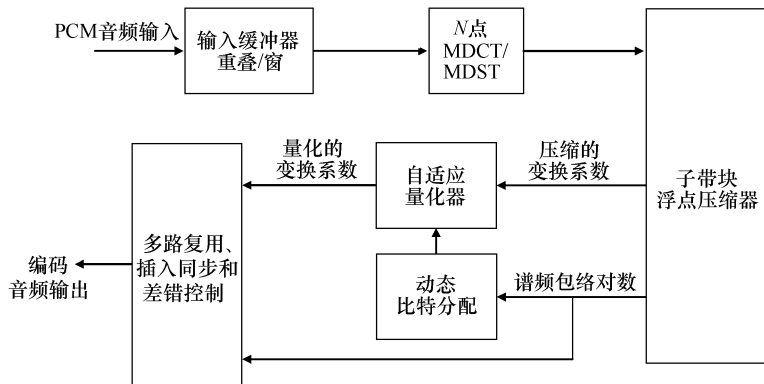 PCM音频输入
输入缓冲器
重叠/窗
N点
MDCT/
MDST
子带块
浮点压缩器
压缩的
变换系数
自适应
量化器
量化的
变换系数
谱频包络对数
动态
比特分配
多路复用、
插入同步和
差错控制
编码
音频输出